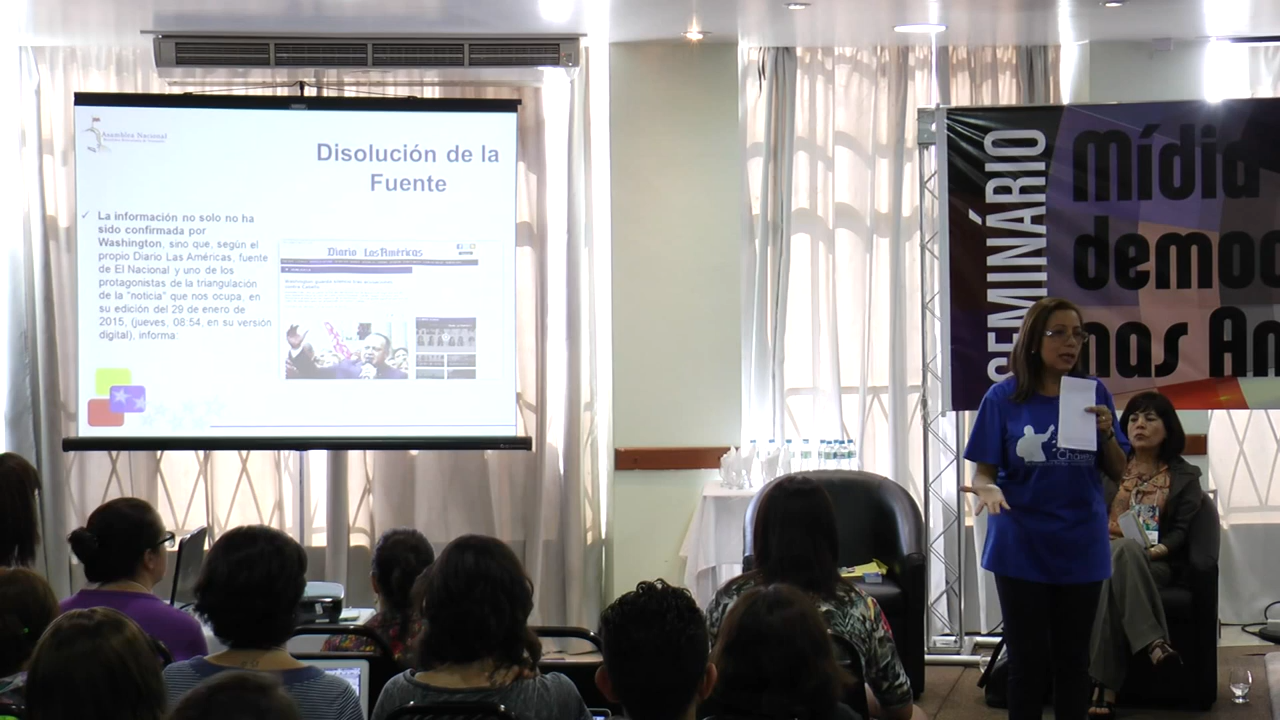 Asamblea Nacional
Disolución de la
Fuente
✓ La información no solo no ha
sido confirmada por
Washington, sino que, según el
propio Diario Las Américas, fuente
de El Nacional y uno de los
protagonistas de la triangulación
de la "noticia" que nos ocupa, en
su edición del 29 de enero de
2015, (jueves, 08:54, en su versión
digital), informa:
Diario Las Américas
SEMINÁRIO
Mídia
democ
nas An
Chávez